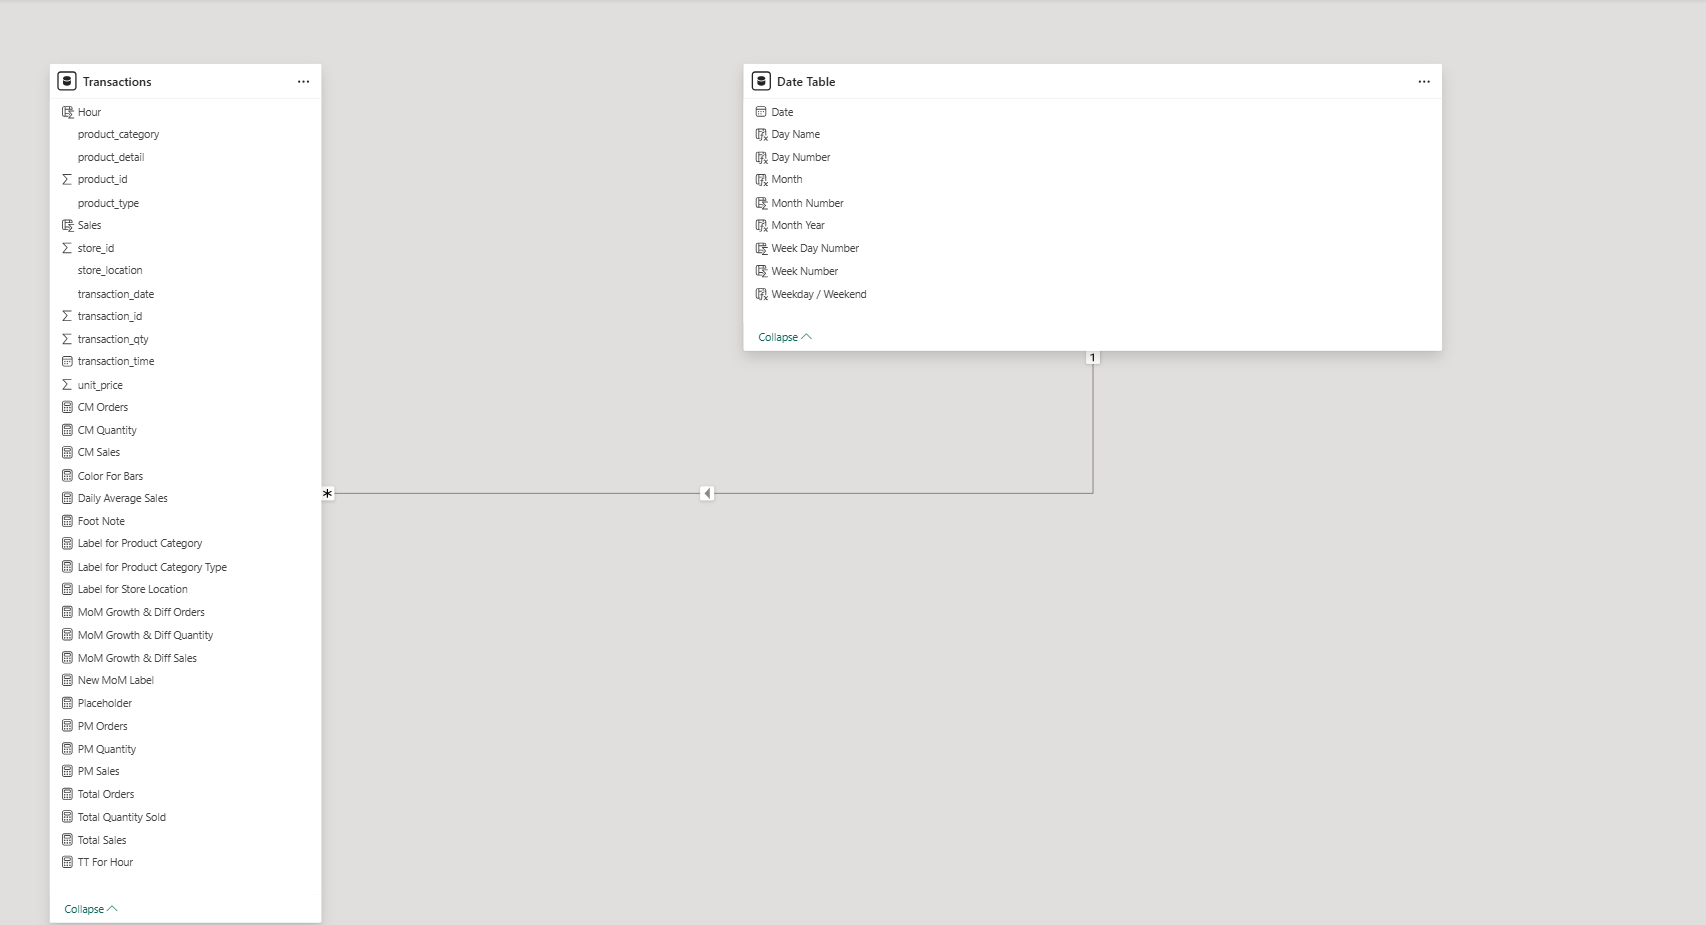 Transactions
Hour
product_category
product_detail
product_id
product_type
Sales
store_id
store_location
transaction_date
transaction_id
transaction_qty
transaction_time
unit_price
CM Orders
CM Quantity
CM Sales
Color For Bars
Daily Average Sales
Foot Note
Label for Product Category
Label for Product Category Type
Label for Store Location
MoM Growth & Diff Orders
MoM Growth & Diff Quantity
MoM Growth & Diff Sales
New MoM Label
Placeholder
PM Orders
PM Quantity
PM Sales
Total Orders
Total Quantity Sold
Total Sales
TT For Hour
Collapse
*
Date Table
Date
Day Name
Day Number
Month
Month Number
Month Year
Week Day Number
Week Number
Weekday / Weekend
Collapse
1